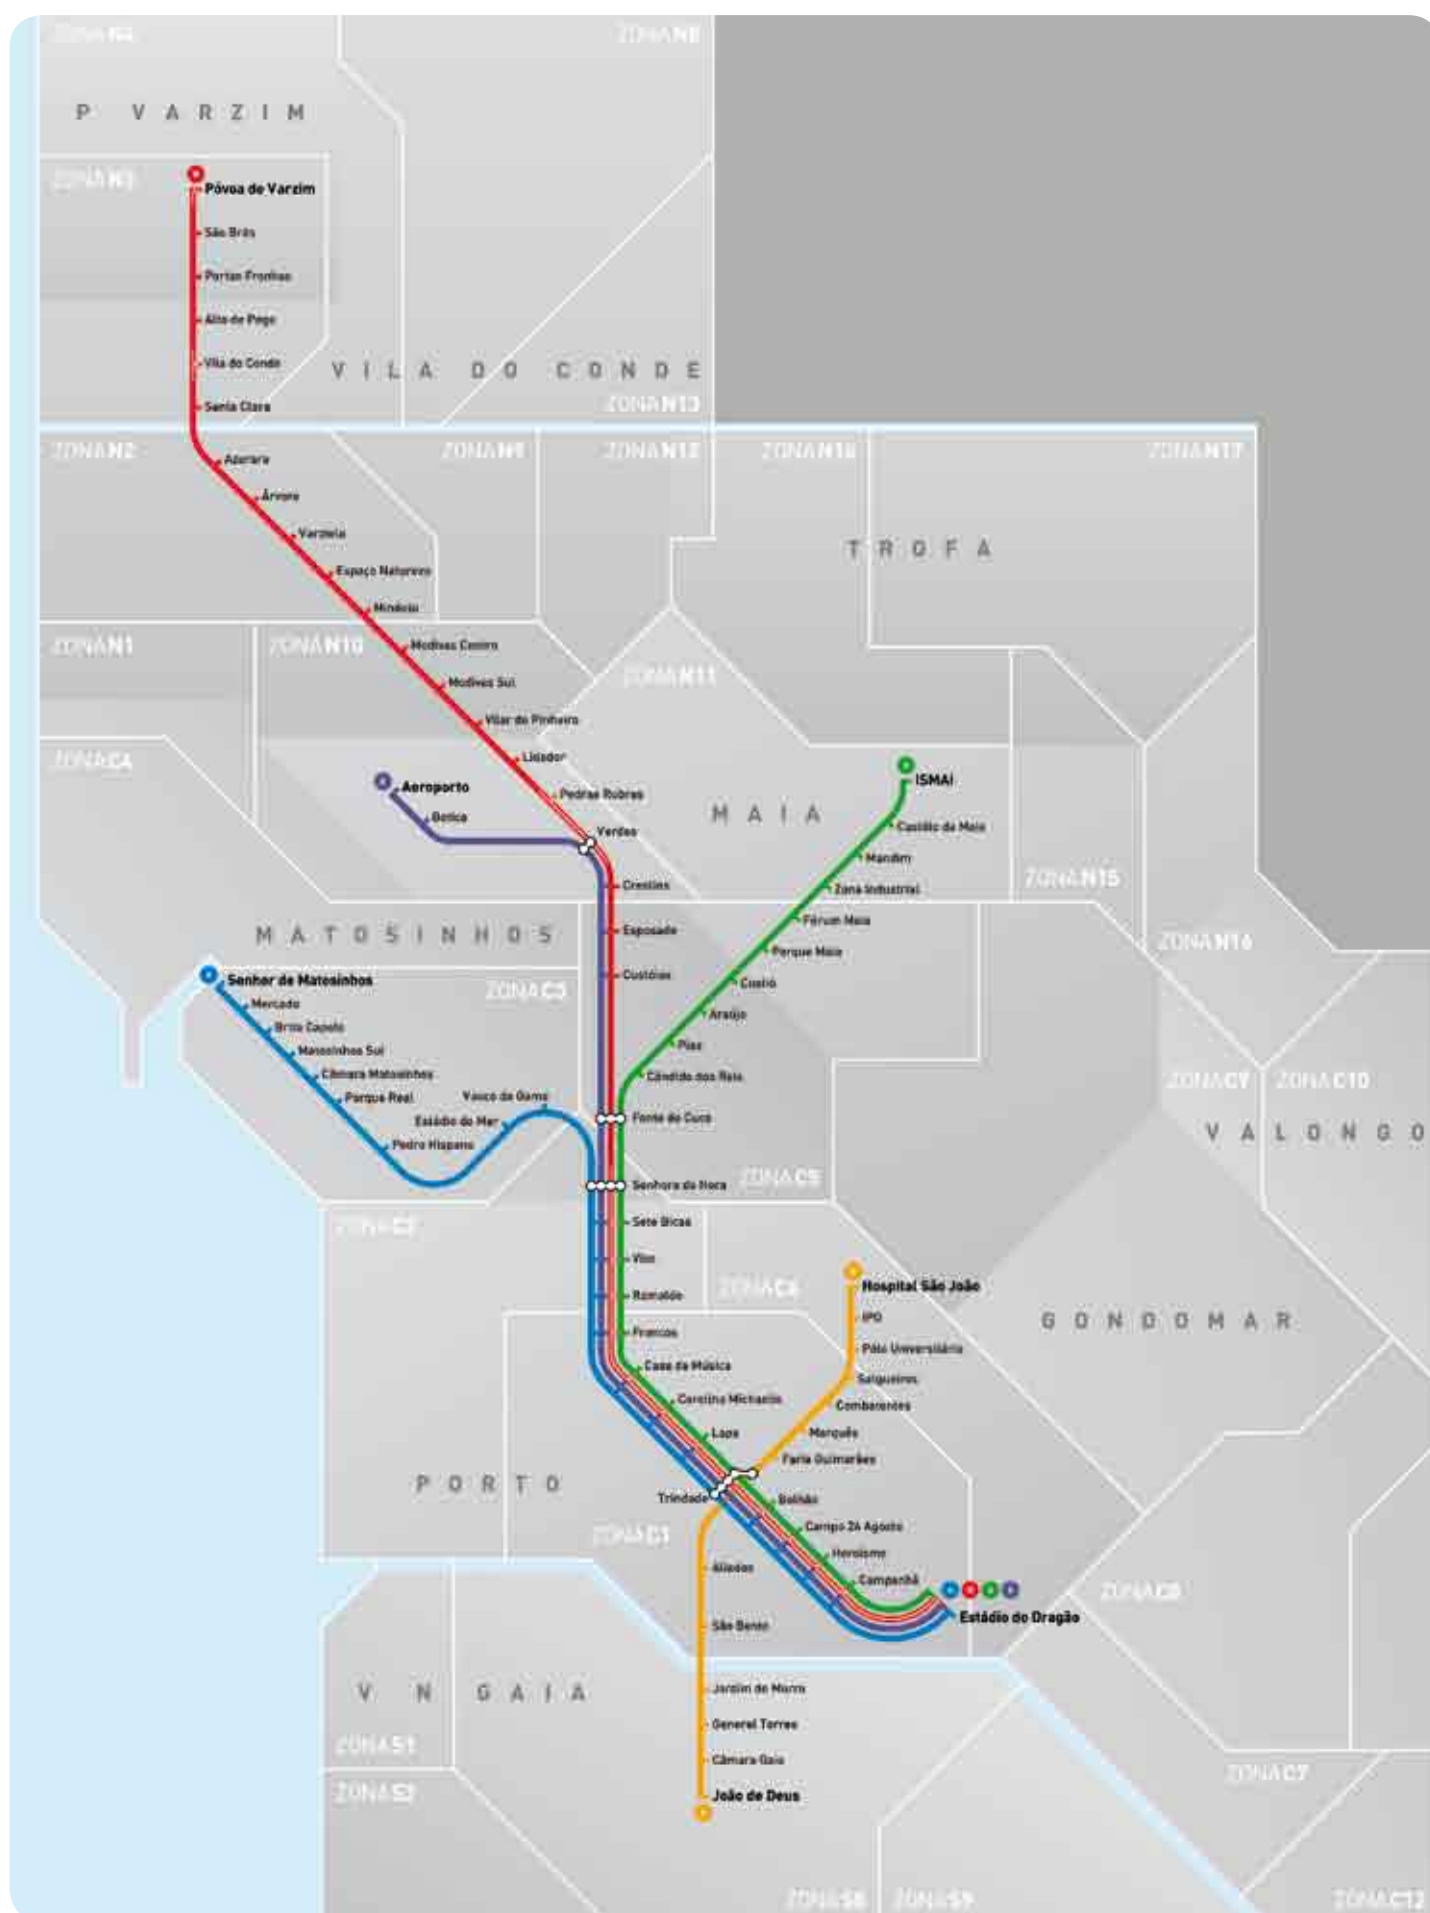 ZONA N4
ZONA N8
P VARZIM
ZONA N3
Póvoa de Varzim
São Brás
Portas Fronhas
Alto de Pega
Vila do Conde
VILA DO CONDE
Santa Clara
ZONA N13
ZONA N2
ZONA N9
ZONA N12
ZONA N17
Azurara
Árvore
Varziela
TROFA
Espaço Natureza
Mindelo
ZONA N1
ZONA N10
Modivas Centro
ZONA N11
Modivas Sul
Vilar do Pinheiro
ZONA C4
Lidador
ISMAI
Aeroporto
Pedras Rubras
MAIA
Botica
Castêlo da Maia
Verdes
Mandim
Crestins
Zona Industrial
ZONA N15
Fórum Maia
MATOSINHOS
Esposade
ZONA N16
Parque Maia
Custóias
Senhor de Matosinhos
Custió
ZONA C3
Mercado
Araújo
Brito Capelo
Matosinhos Sul
Pias
Câmara Matosinhos
Cândido dos Reis
ZONA C10
Parque Real
Vasco da Gama
Estádio do Mar
Fonte do Cuco
VALONGO
Pedro Hispano
Senhora da Hora
ZONA C5
Sete Bicas
ZONA C2
Viso
ZONA C6
Hospital São João
Ramalde
IPO
GONDOMAR
Francos
Pólo Universitário
Casa da Música
Salgueiros
Carolina Michaelis
Combatentes
Lapa
Marquês
Faria Guimarães
PORTO
Trindade
Bolhão
Campo 24 Agosto
ZONA C1
Heroísmo
Aliados
Campanhã
ZONA C8
Estádio do Dragão
São Bento
V N GAIA
Jardim do Morro
General Torres
ZONA S1
Câmara Gaia
ZONA C7
João de Deus
ZONA S8
ZONA S9